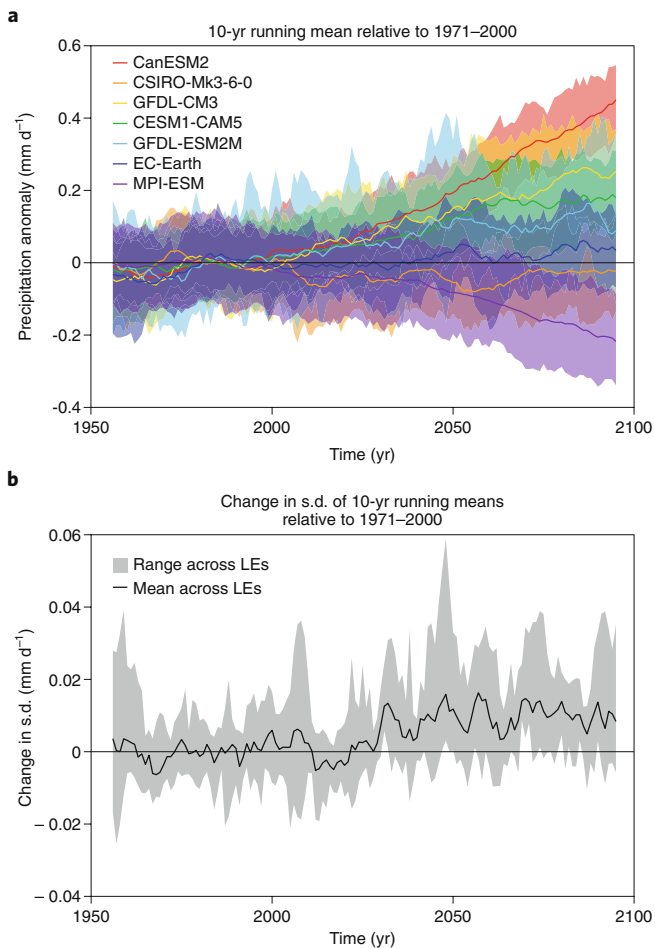 a
10-yr running mean relative to 1971–2000
Precipitation anomaly (mm d⁻¹)
0.6
0.4
0.2
0
-0.2
-0.4
CanESM2
CSIRO-Mk3-6-0
GFDL-CM3
CESM1-CAM5
GFDL-ESM2M
EC-Earth
MPI-ESM
1950 2000 2050 2100
Time (yr)
b
Change in s.d. of 10-yr running means
relative to 1971–2000
Change in s.d. (mm d⁻¹)
0.06
0.04
0.02
0
– 0.02
– 0.04
Range across LEs
Mean across LEs
1950 2000 2050 2100
Time (yr)